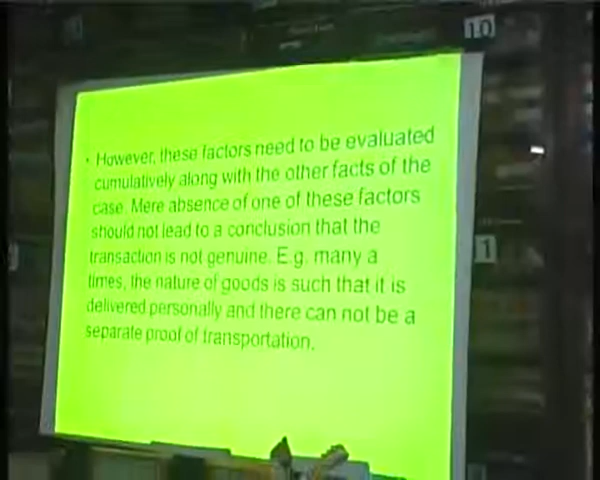 10
• However, these factors need to be evaluated
cumulatively along with the other facts of the
case. Mere absence of one of these factors
should not lead to a conclusion that the
transaction is not genuine. E.g. many a
times, the nature of goods is such that it is
delivered personally and there can not be a
separate proof of transportation.
1